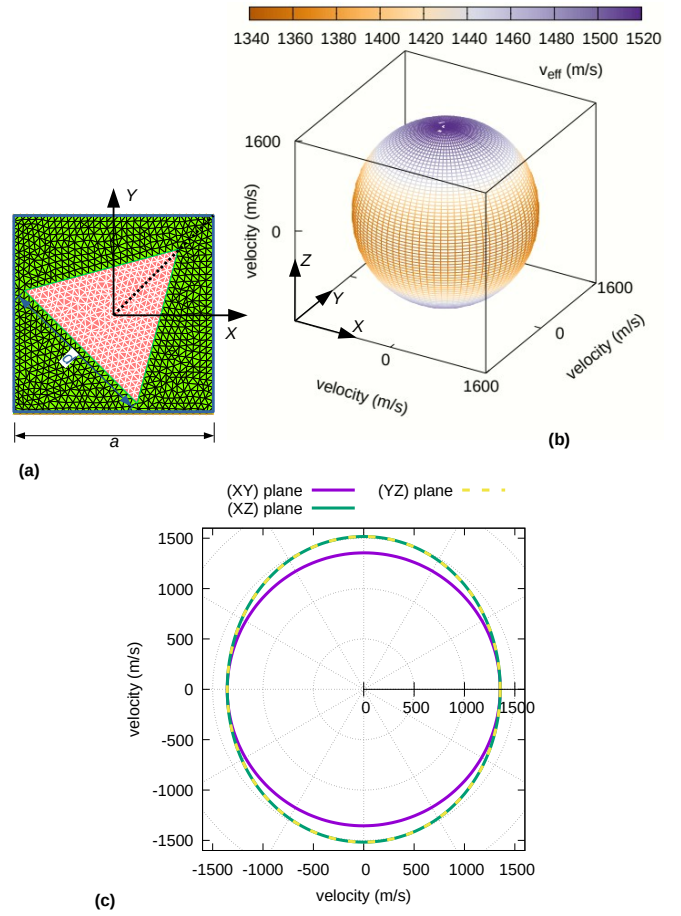 1340 1360 1380 1400 1420 1440 1460 1480 1500 1520
v_eff (m/s)
1600
0
velocity (m/s)
Z
Y
X
0
1600
velocity (m/s)
1600
0
velocity (m/s)
(b)
Y
X
b
a
(a)
(XY) plane
(YZ) plane
(XZ) plane
1500
1000
500
0
-500
-1000
-1500
velocity (m/s)
0 500 1000 1500
-1500 -1000 -500 0 500 1000 1500
velocity (m/s)
(c)